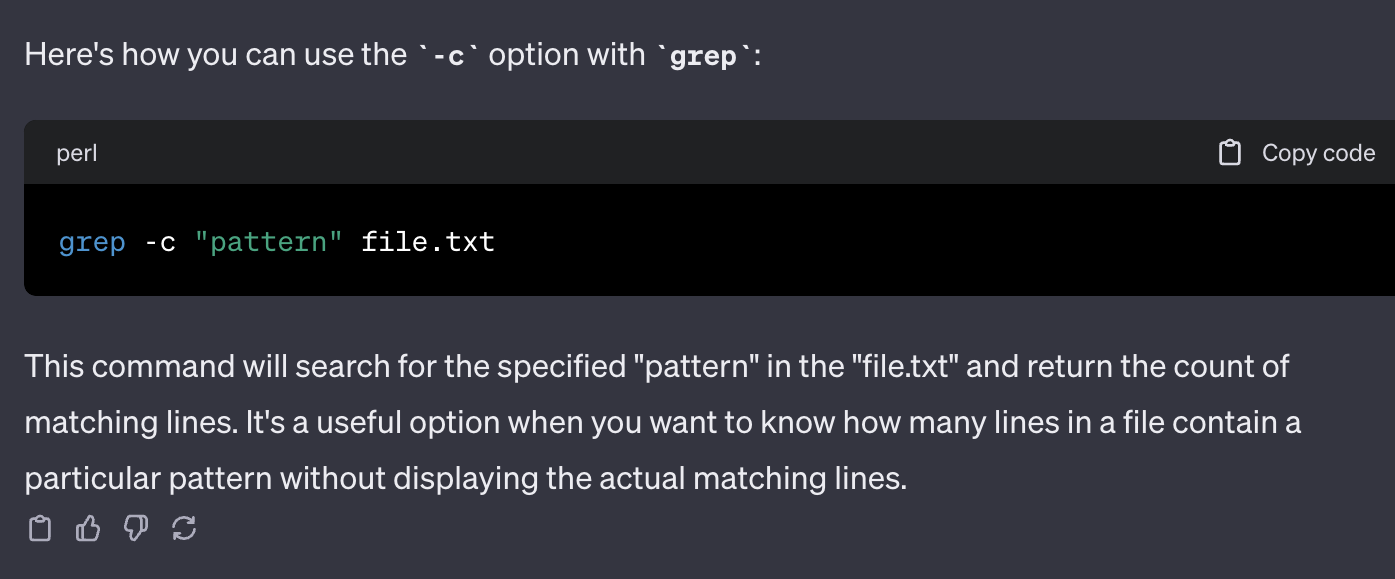 Here's how you can use the `-c` option with `grep`:
perl Copy code
grep -c "pattern" file.txt
This command will search for the specified "pattern" in the "file.txt" and return the count of
matching lines. It's a useful option when you want to know how many lines in a file contain a
particular pattern without displaying the actual matching lines.